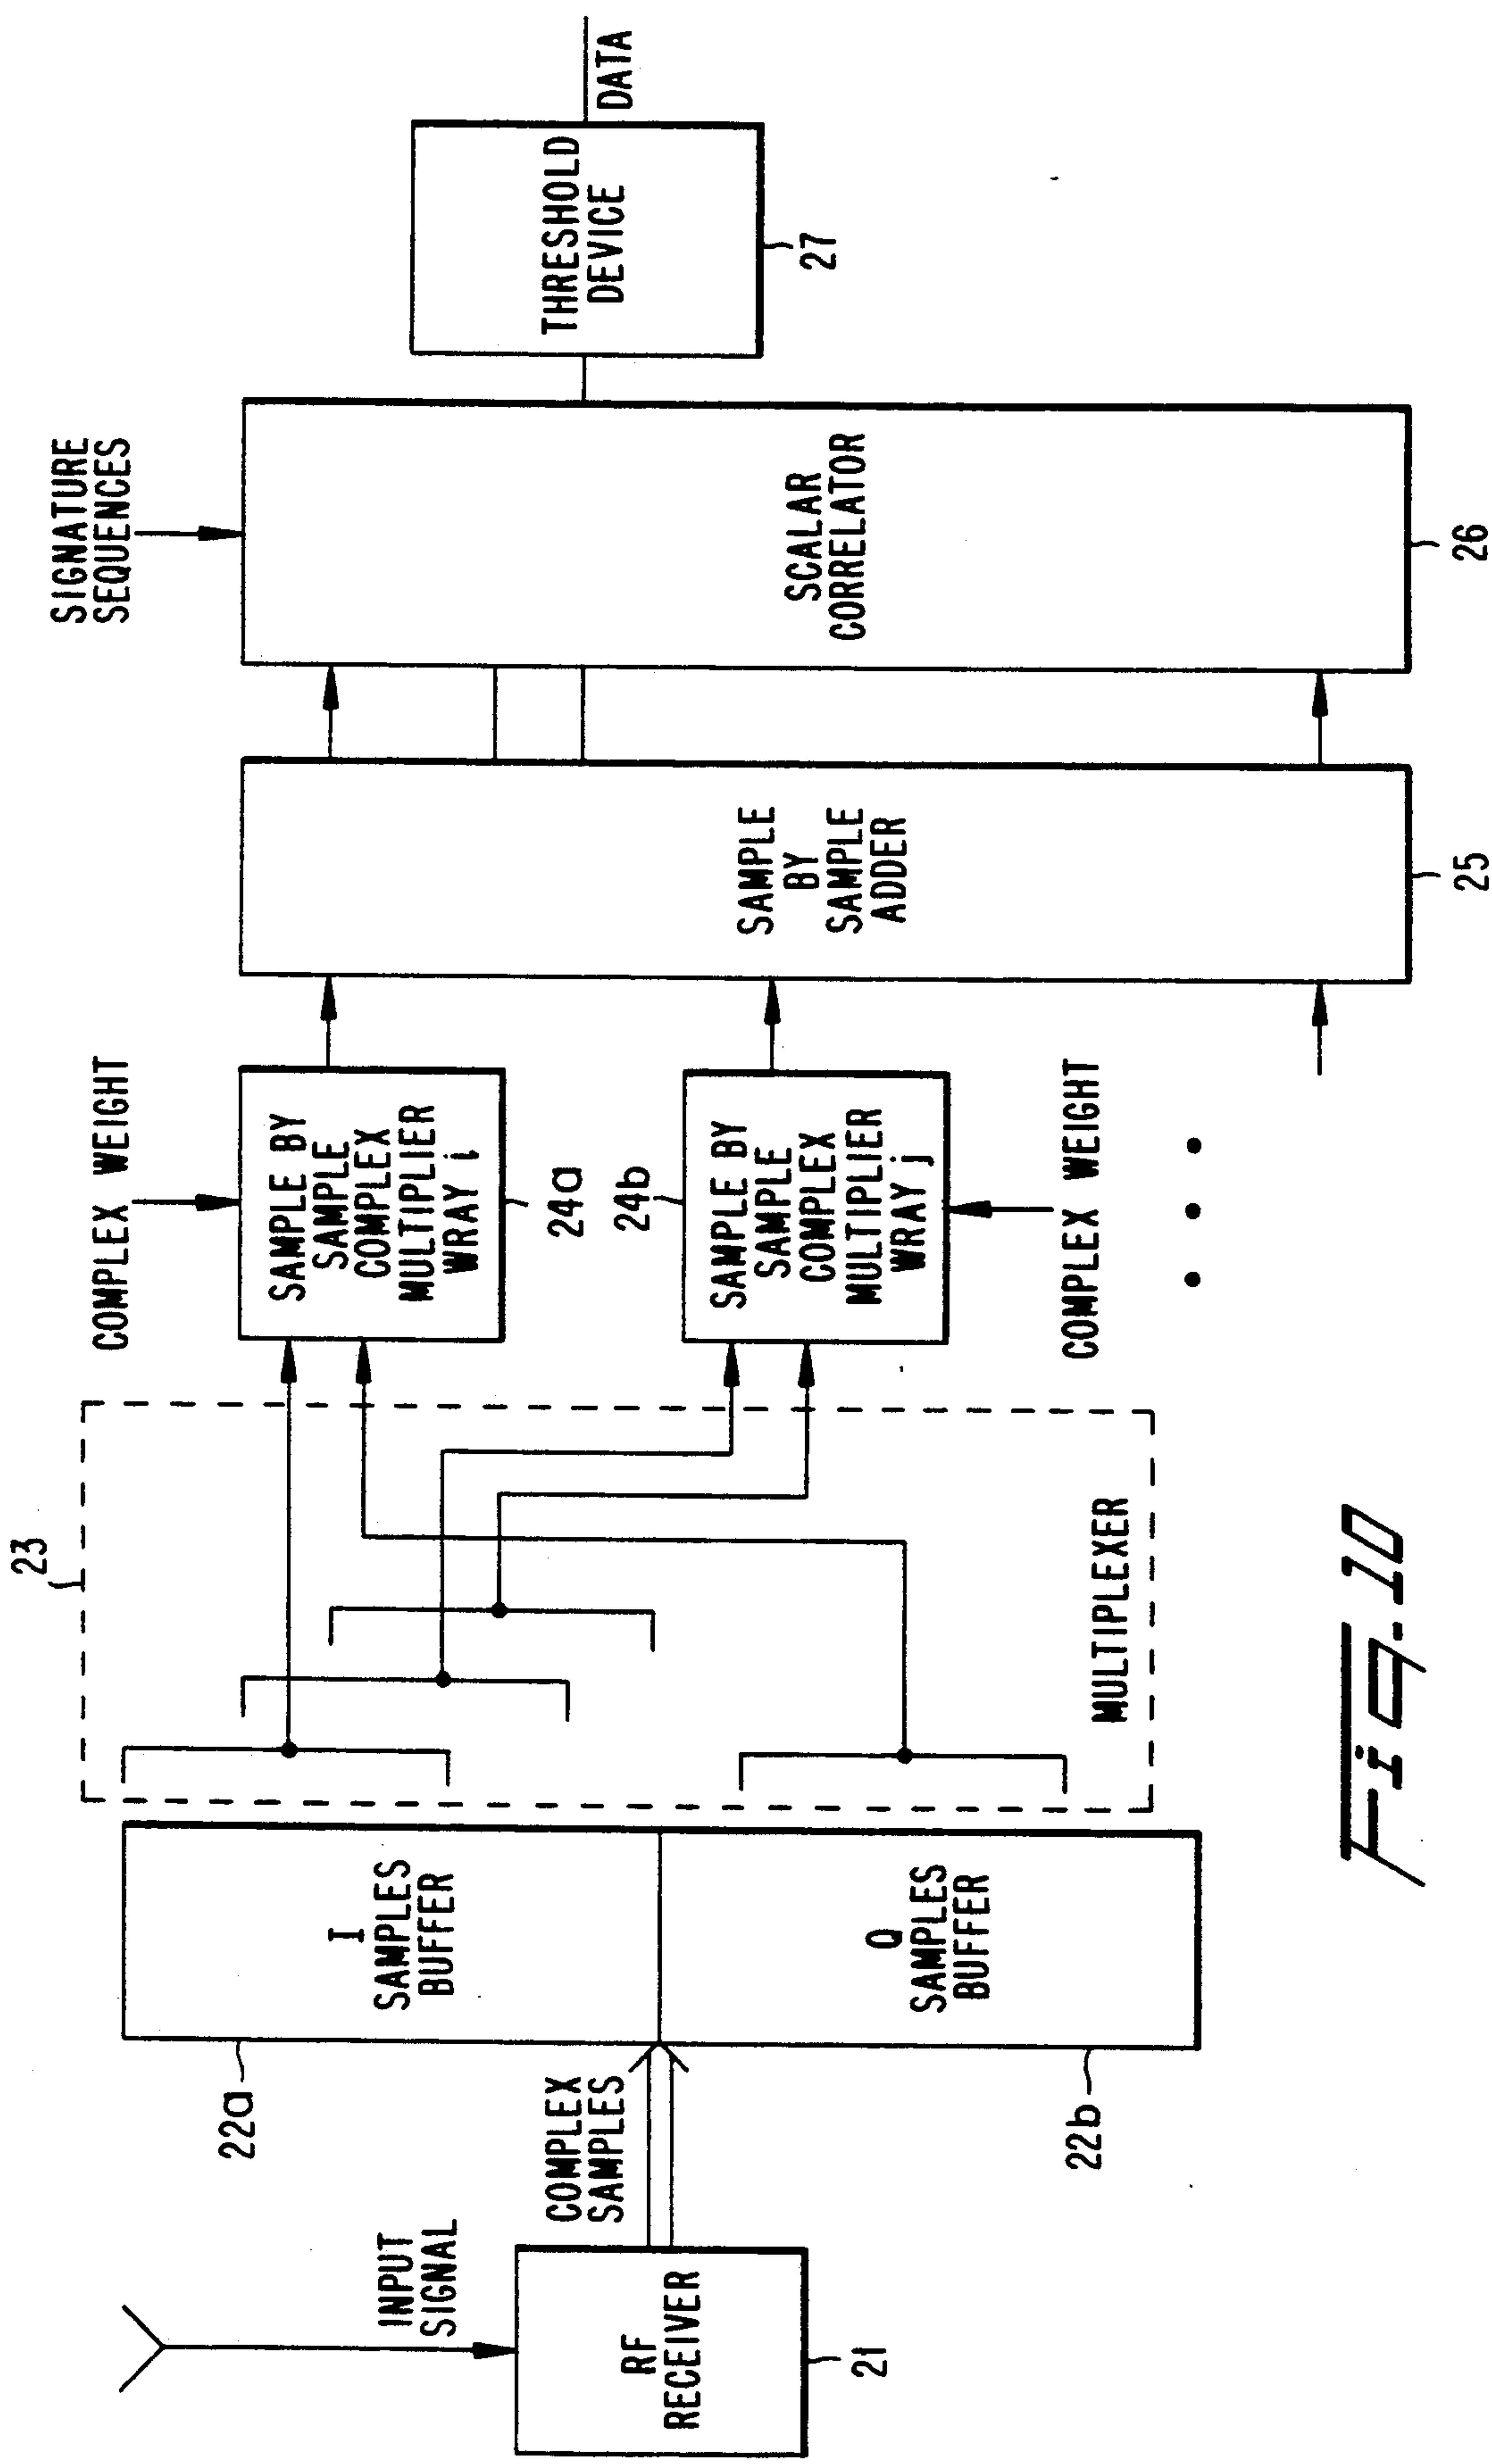 INPUT
SIGNAL
RF
RECEIVER
21
COMPLEX
SAMPLES
22a
I
SAMPLES
BUFFER
Q
SAMPLES
BUFFER
22b
23
MULTIPLEXER
COMPLEX WEIGHT
SAMPLE BY
SAMPLE
COMPLEX
MULTIPLIER
WRAY i
24a
24b
SAMPLE BY
SAMPLE
COMPLEX
MULTIPLIER
WRAY j
COMPLEX WEIGHT
SAMPLE
BY
SAMPLE
ADDER
25
SIGNATURE
SEQUENCES
SCALAR
CORRELATOR
26
THRESHOLD
DEVICE
27
DATA
Fig. 10